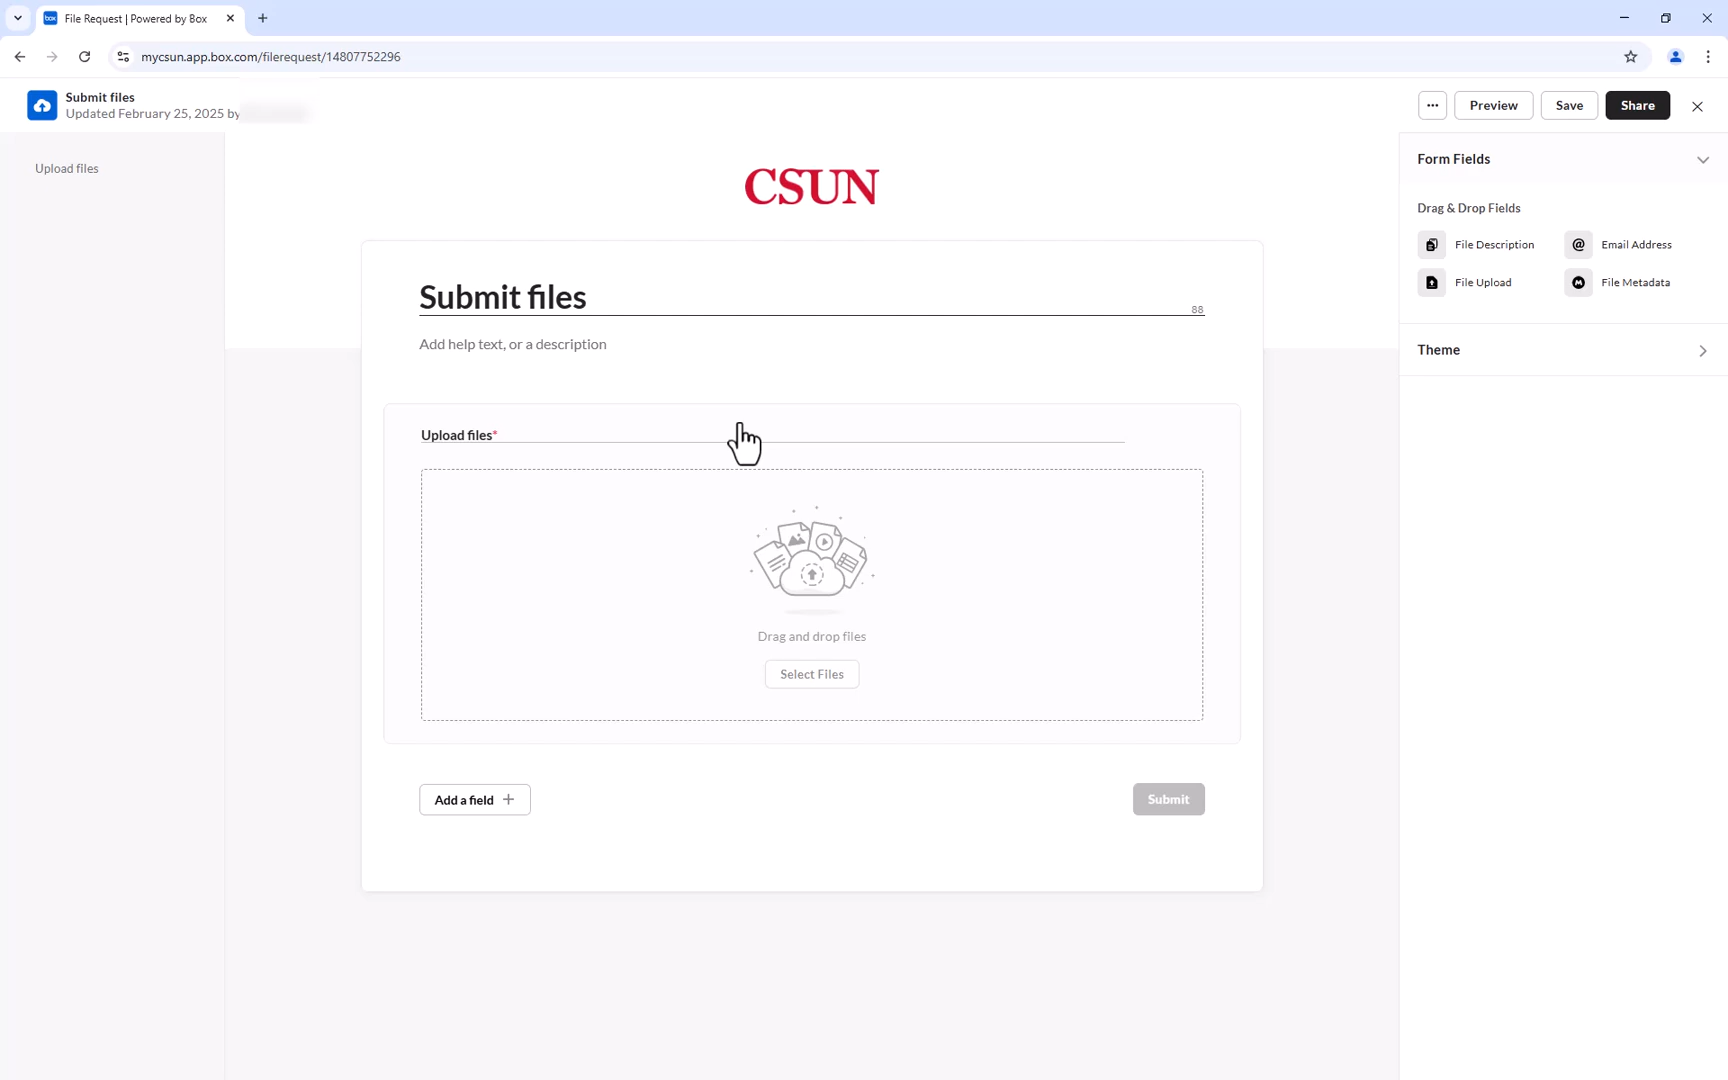 box
File Request | Powered by Box
mycsun.app.box.com/filerequest/14807752296
Submit files
Updated February 25, 2025 by
Preview
Save
Share
Upload files
CSUN
Submit files
88
Add help text, or a description
Upload files*
Drag and drop files
Select Files
Add a field
Submit
Form Fields
Drag & Drop Fields
File Description
@ Email Address
File Upload
M File Metadata
Theme